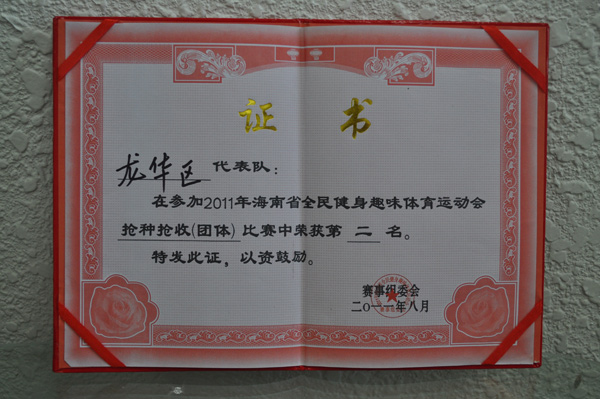 证书
龙华区 代表队：
在参加2011年海南省全民健身趣味体育运动会
抢种抢收(团体) 比赛中荣获第 二 名。
特发此证，以资鼓励。
赛事组委会
二○一一年八月